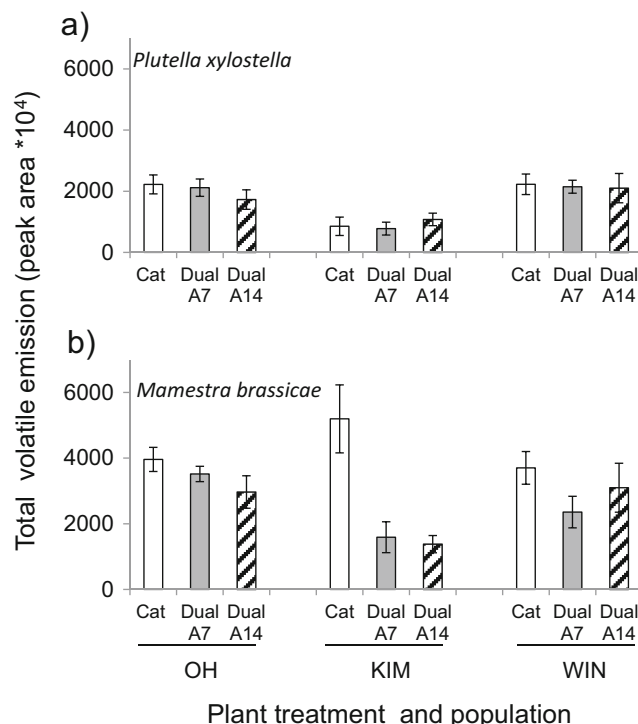 a)
Plutella xylostella
6000
4000
2000
0
Cat Dual A7 Dual A14 Cat Dual A7 Dual A14 Cat Dual A7 Dual A14
b)
Mamestra brassicae
6000
4000
2000
0
Cat Dual A7 Dual A14 Cat Dual A7 Dual A14 Cat Dual A7 Dual A14
OH KIM WIN
Plant treatment and population
Total volatile emission (peak area *10⁴)